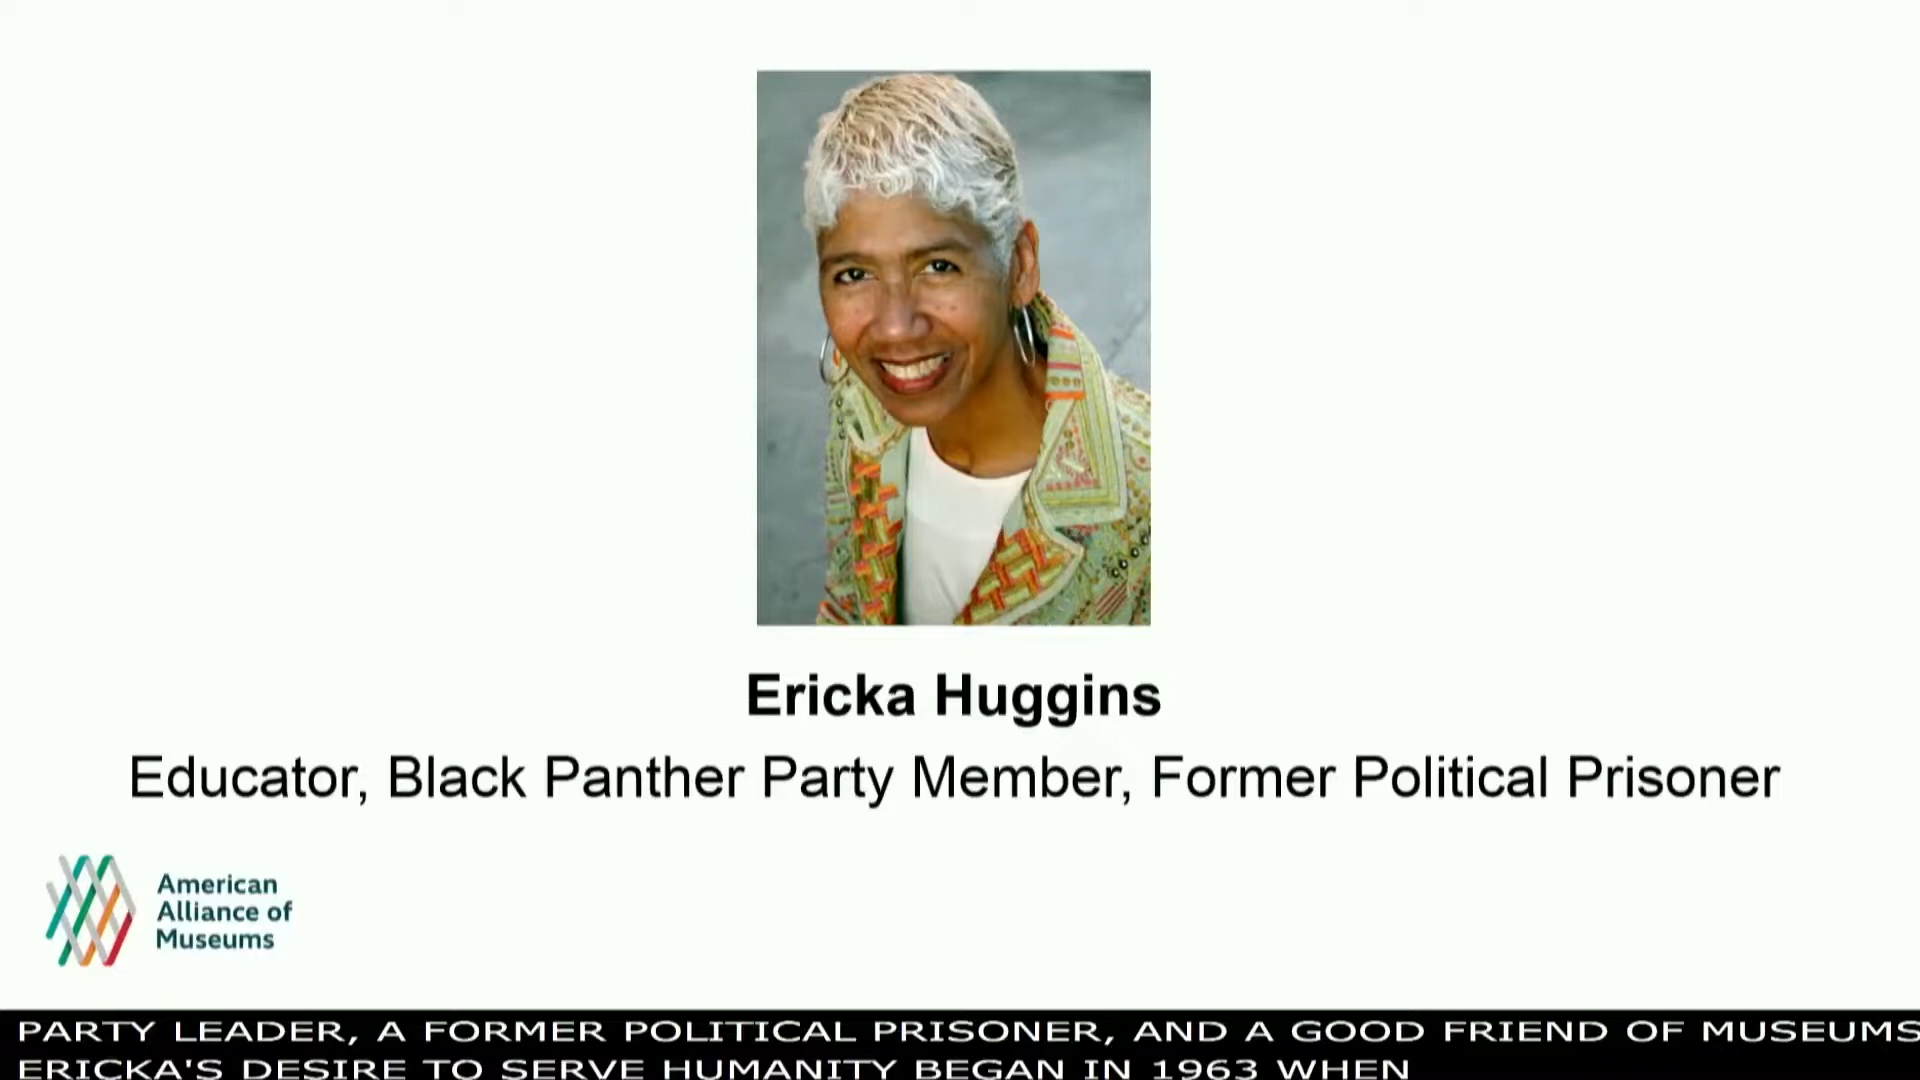 Ericka Huggins
Educator, Black Panther Party Member, Former Political Prisoner
American
Alliance of
Museums
PARTY LEADER, A FORMER POLITICAL PRISONER, AND A GOOD FRIEND OF MUSEUMS
ERICKA'S DESIRE TO SERVE HUMANITY BEGAN IN 1963 WHEN